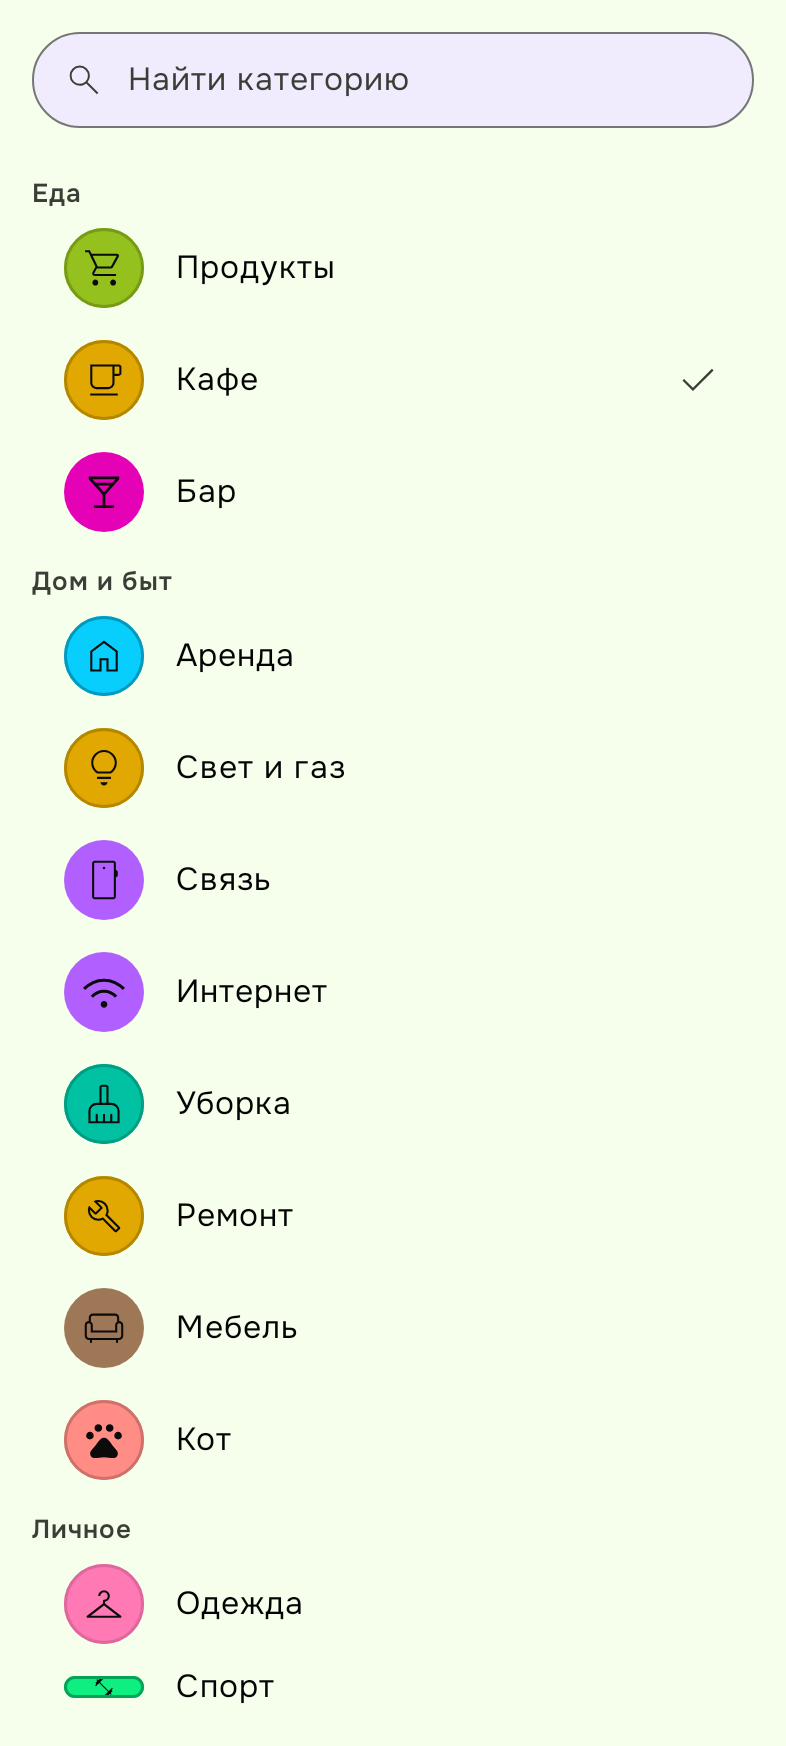 Найти категорию
Еда
Продукты
Кафе
Бар
Дом и быт
Аренда
Свет и газ
Связь
Интернет
Уборка
Ремонт
Мебель
Кот
Личное
Одежда
Спорт